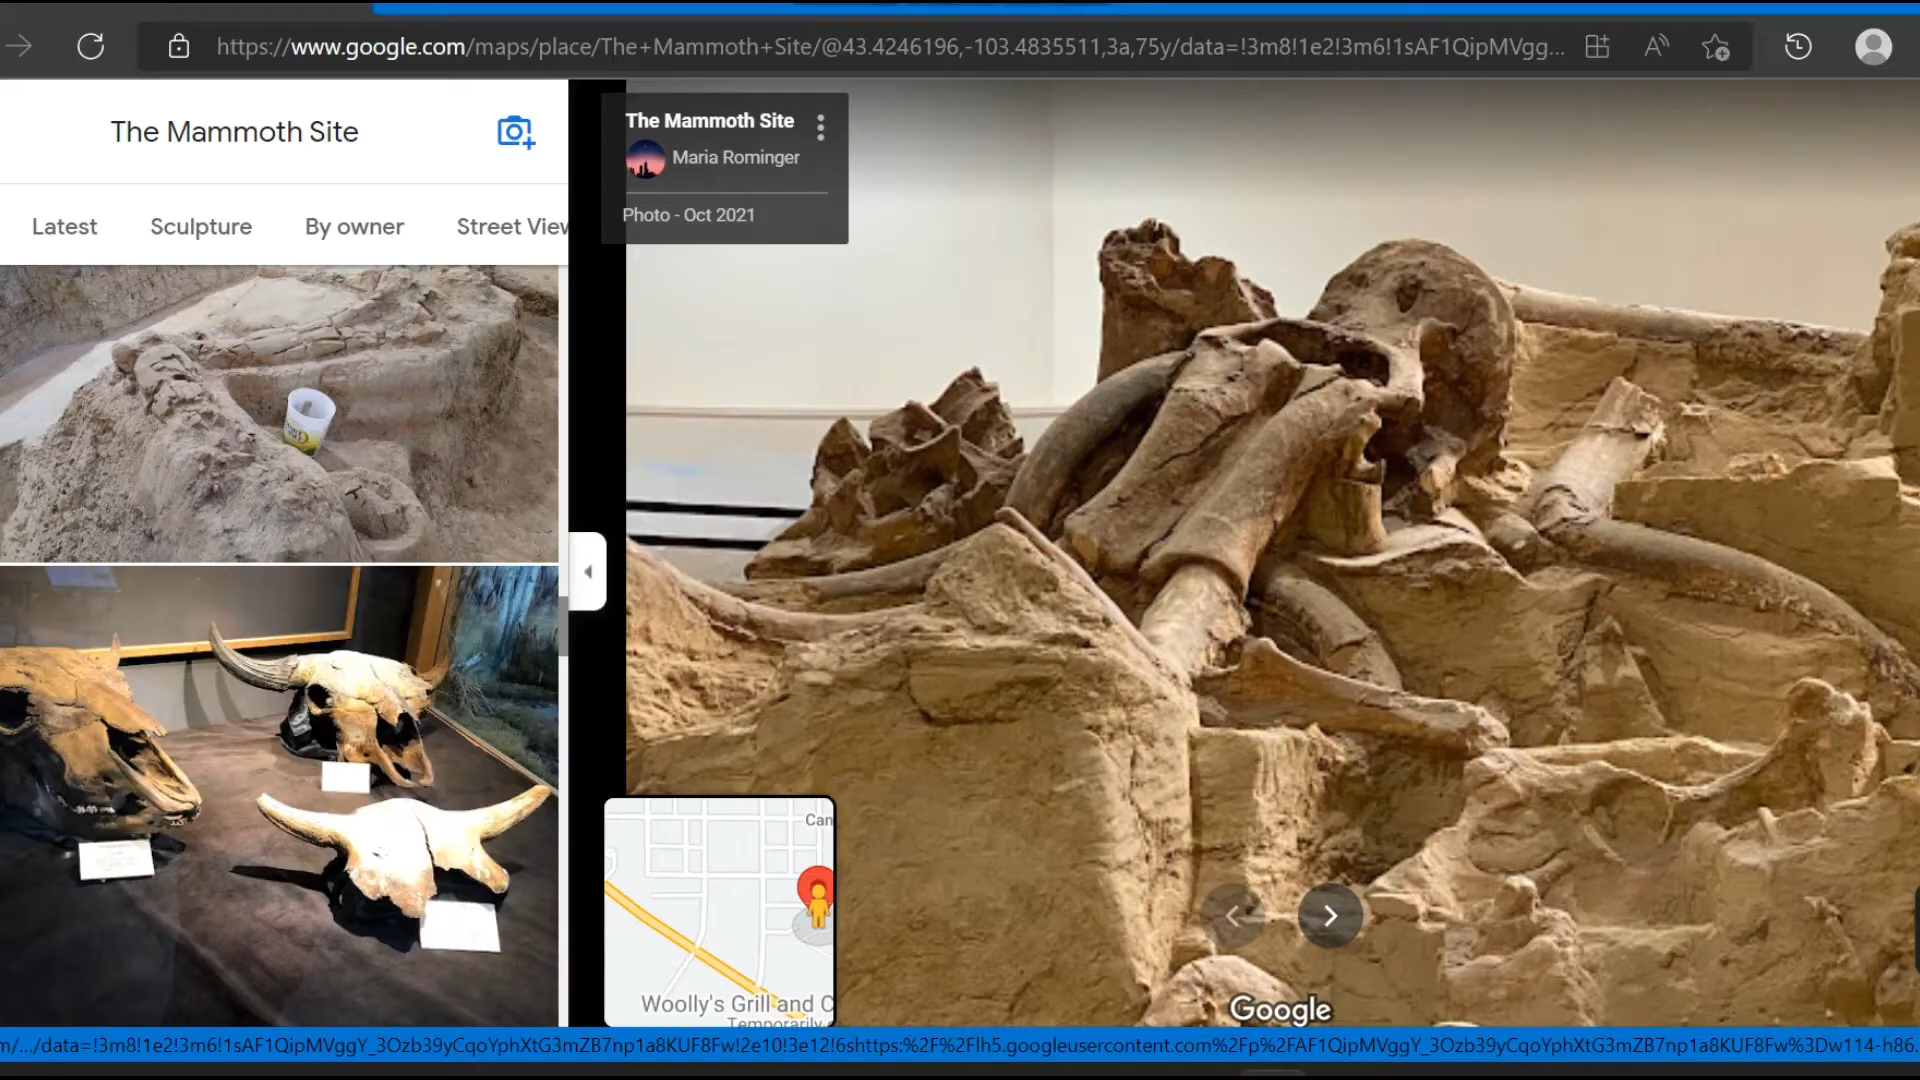 https://www.google.com/maps/place/The+Mammoth+Site/@43.4246196,-103.4835511,3a,75y/data=!3m8!1e2!3m6!1sAF1QipMVgg...
The Mammoth Site
Latest
Sculpture
By owner
Street View
The Mammoth Site
Maria Rominger
Photo - Oct 2021
Can
Woolly's Grill and C
Temporarily
Google
m/.../data=!3m8!1e2!3m6!1sAF1QipMVggY_3Ozb39yCqoYphXtG3mZB7np1a8KUF8Fw!2e10!3e12!6shttps:%2F%2Flh5.googleusercontent.com%2Fp%2FAF1QipMVggY_3Ozb39yCqoYphXtG3mZB7np1a8KUF8Fw%3Dw114-h86.